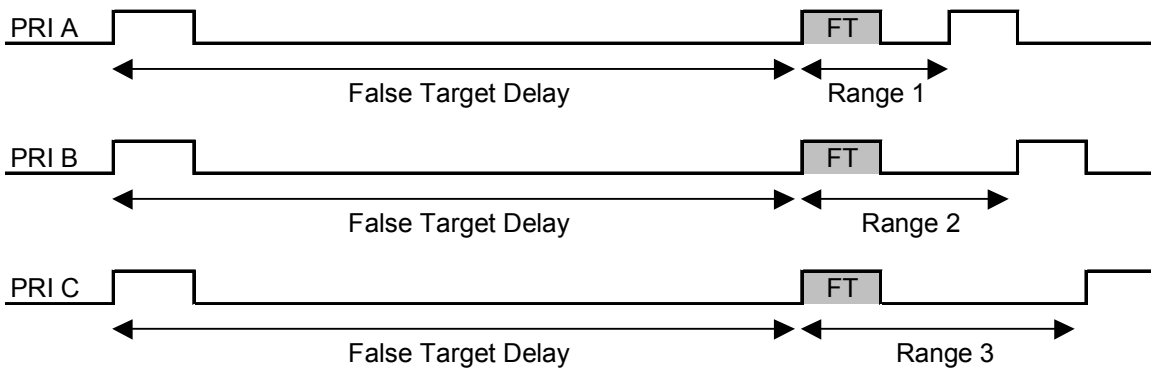 PRI A
FT
False Target Delay
Range 1
PRI B
FT
False Target Delay
Range 2
PRI C
FT
False Target Delay
Range 3